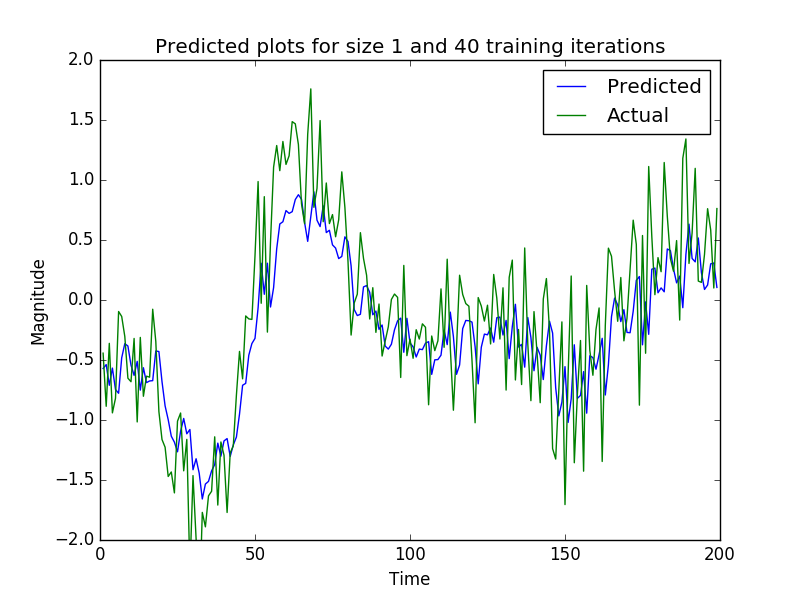 Predicted plots for size 1 and 40 training iterations
Predicted
Actual
Magnitude
2.0
1.5
1.0
0.5
0.0
−0.5
−1.0
−1.5
−2.0
0
50
100
150
200
Time